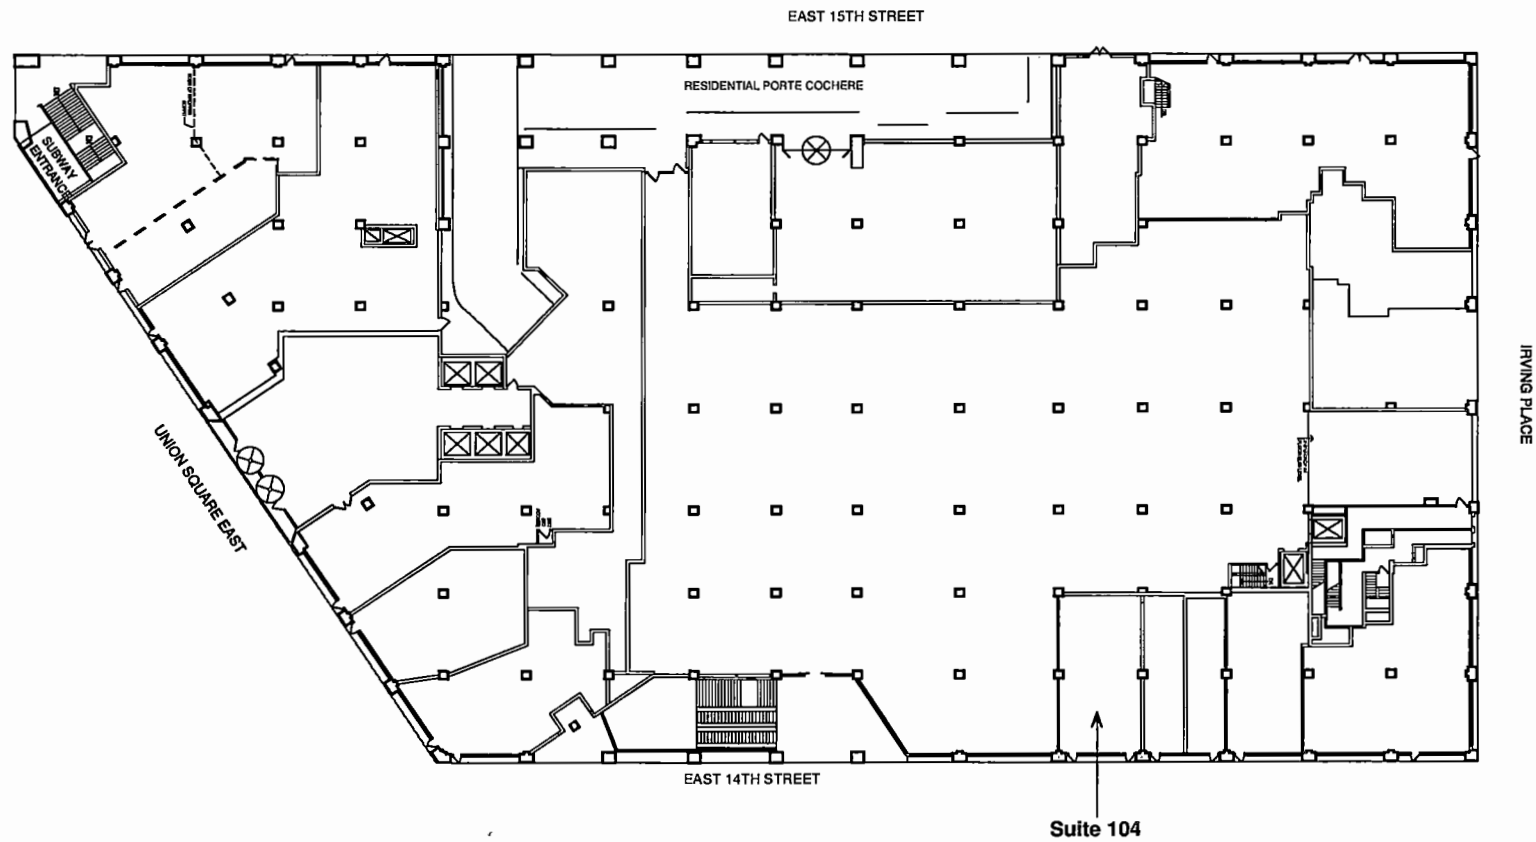 EAST 15TH STREET
RESIDENTIAL PORTE COCHERE
SUBWAY
ENTRANCE
IRVING PLACE
UNION SQUARE EAST
EAST 14TH STREET
Suite 104